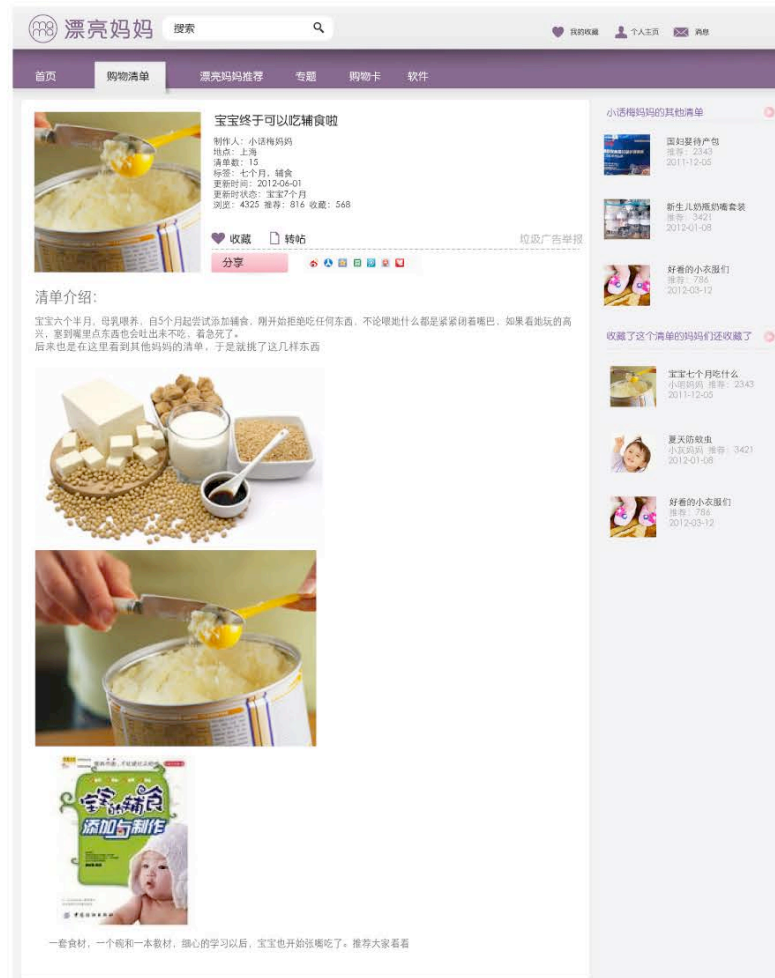 漂亮妈妈
搜索
我的收藏
个人主页
消息
首页
购物清单
漂亮妈妈推荐
专题
购物卡
软件
宝宝终于可以吃辅食啦
制作人：小话梅妈妈
地点：上海
清单数：15
标签：七个月，辅食
更新时间：2012-06-01
更新时状态：宝宝7个月
浏览：4325 推荐：816 收藏：568
收藏
转帖
垃圾广告举报
分享
清单介绍：
宝宝六个半月，母乳喂养，自5个月起尝试添加辅食，刚开始拒绝吃任何东西，不论喂她什么都是紧紧闭着嘴巴，如果看她玩的高
兴，塞到嘴里点东西也会吐出来不吃，着急死了。
后来也是在这里看到其他妈妈的清单，于是就挑了这几样东西
宝宝的辅食
添加与制作
一套食材，一个碗和一本教材，细心的学习以后，宝宝也开始张嘴吃了。推荐大家看看
小话梅妈妈的其他清单
国妇婴待产包
推荐：2343
2011-12-05
新生儿奶瓶奶嘴套装
推荐：3421
2012-01-08
好看的小衣服们
推荐：786
2012-03-12
收藏了这个清单的妈妈们还收藏了
宝宝七个月吃什么
小呢妈妈 推荐：2343
2011-12-05
夏天防蚊虫
小灰妈妈 推荐：3421
2012-01-08
好看的小衣服们
推荐：786
2012-03-12